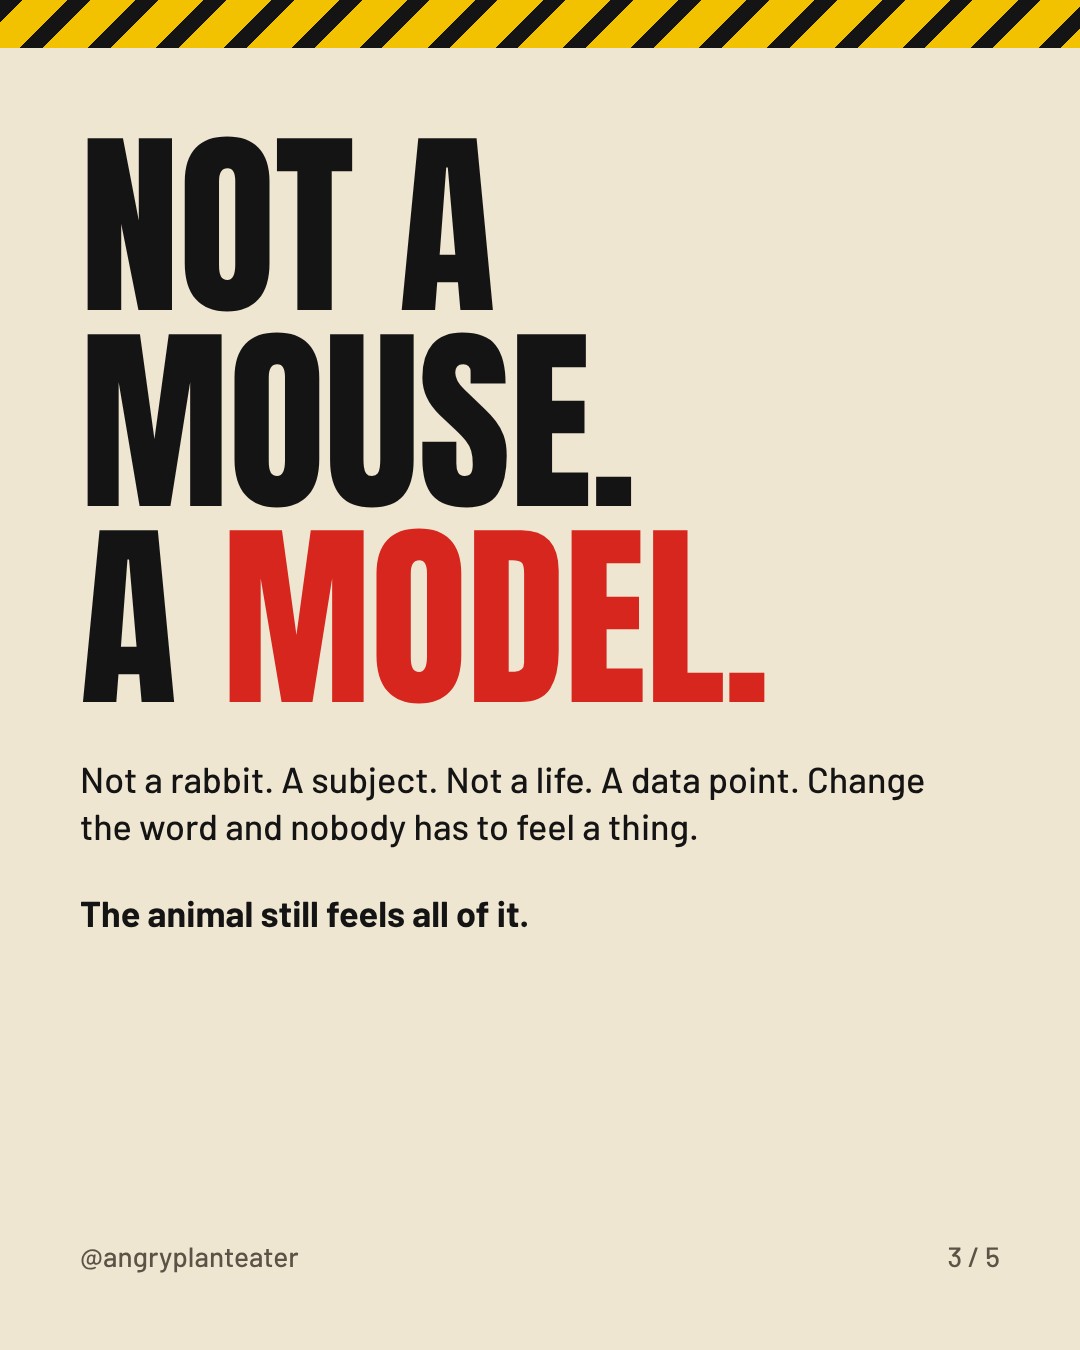 NOT A
MOUSE.
A MODEL.
Not a rabbit. A subject. Not a life. A data point. Change
the word and nobody has to feel a thing.
The animal still feels all of it.
@angryplanteater
3 / 5